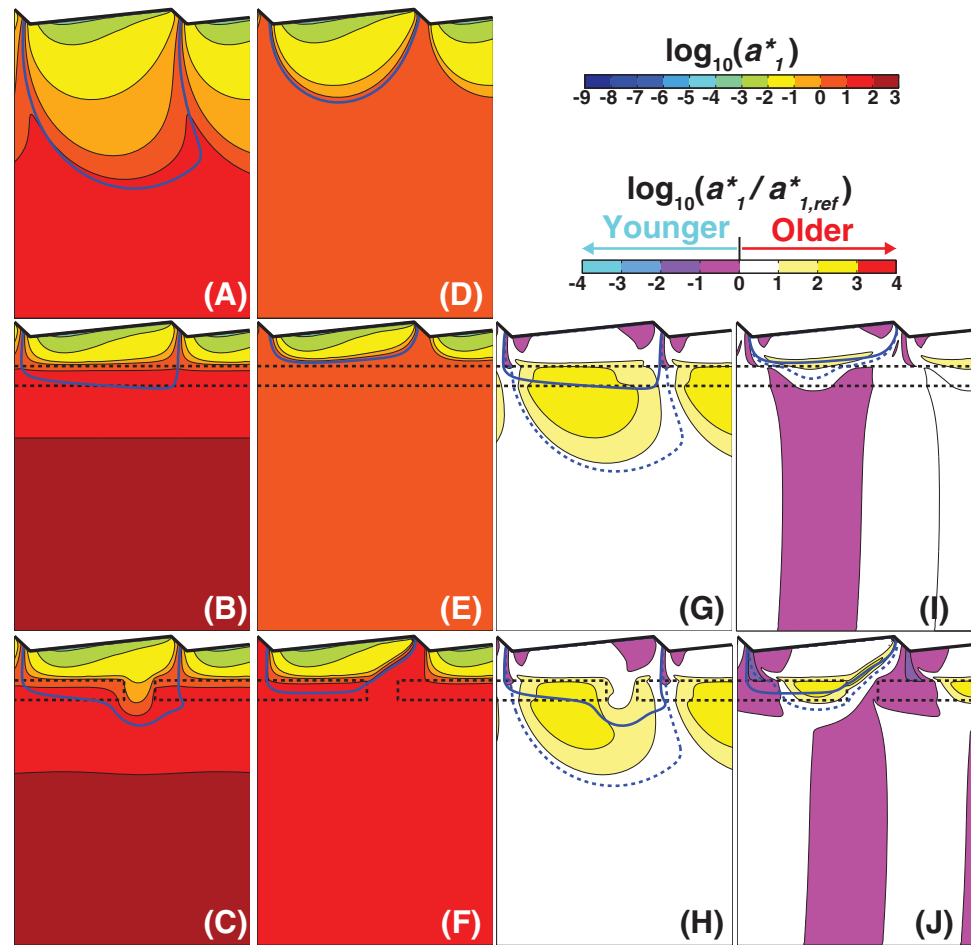 log10(a*1)
-9 -8 -7 -6 -5 -4 -3 -2 -1 0 1 2 3
log10(a*1/a*1,ref)
Younger Older
-4 -3 -2 -1 0 1 2 3 4
(A) (D)
(B) (E) (G) (I)
(C) (F) (H) (J)